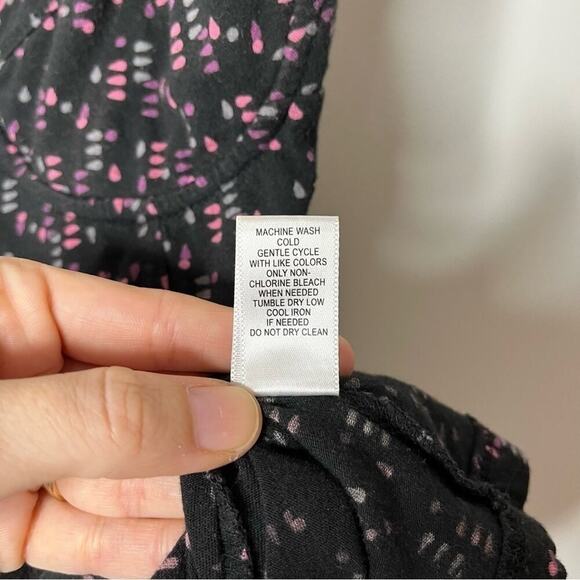 MACHINE WASH
COLD
GENTLE CYCLE
WITH LIKE COLORS
ONLY NON-
CHLORINE BLEACH
WHEN NEEDED
TUMBLE DRY LOW
COOL IRON
IF NEEDED
DO NOT DRY CLEAN